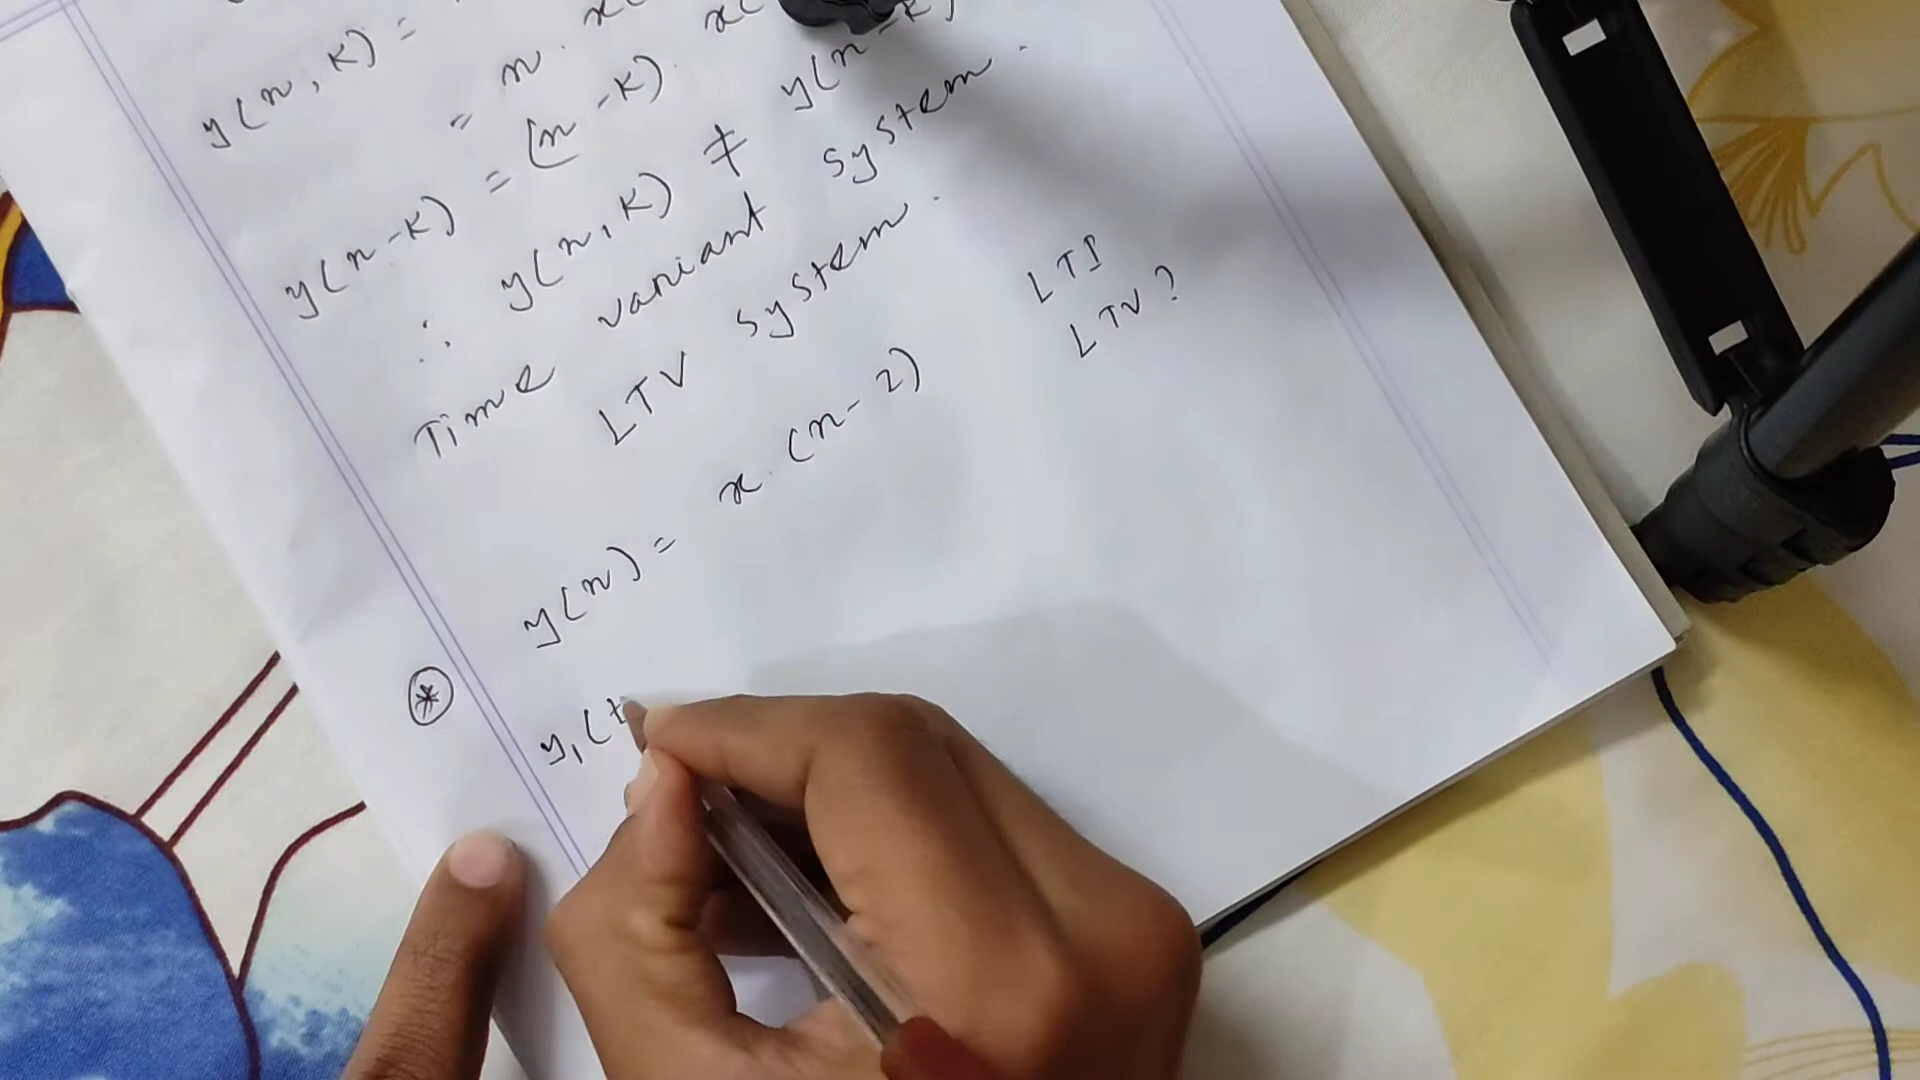 y(n, k) =
= n . x(
y(n-k) = (n-k) . x(
∴ y(n, k) ≠ y(n-k)
Time variant system .
LTV system .
LTI
LTV ?
* y(n) = x . (n-2)
y₁(t